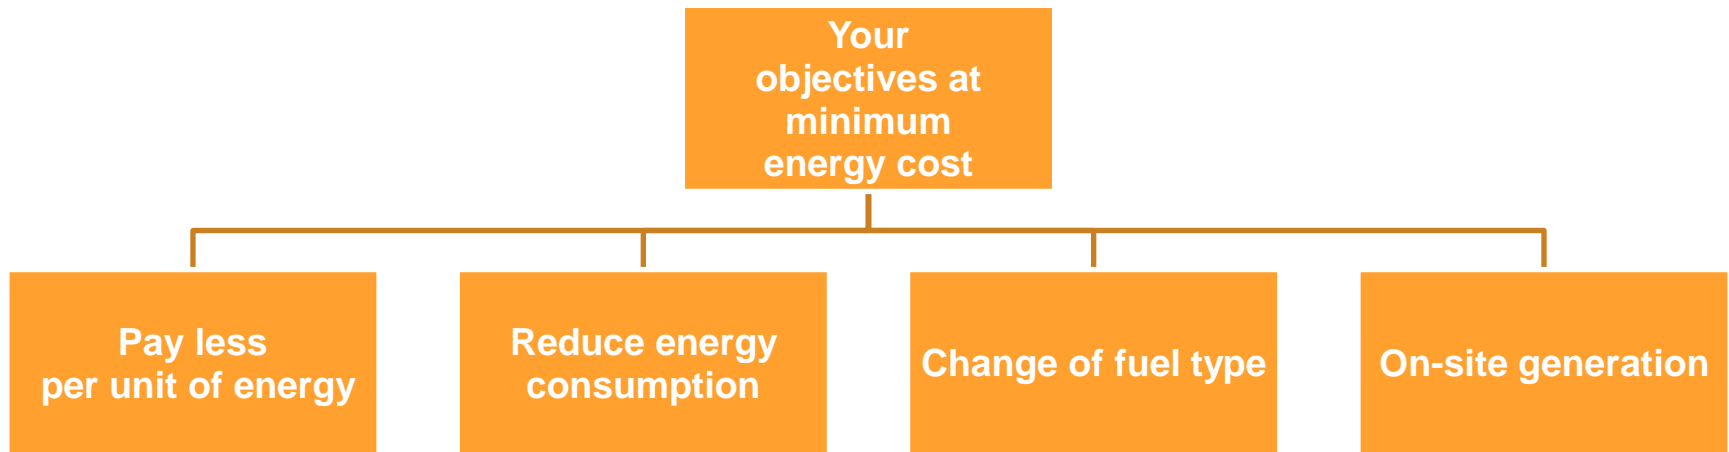 Your
objectives at
minimum
energy cost
Pay less
per unit of energy
Reduce energy
consumption
Change of fuel type
On-site generation